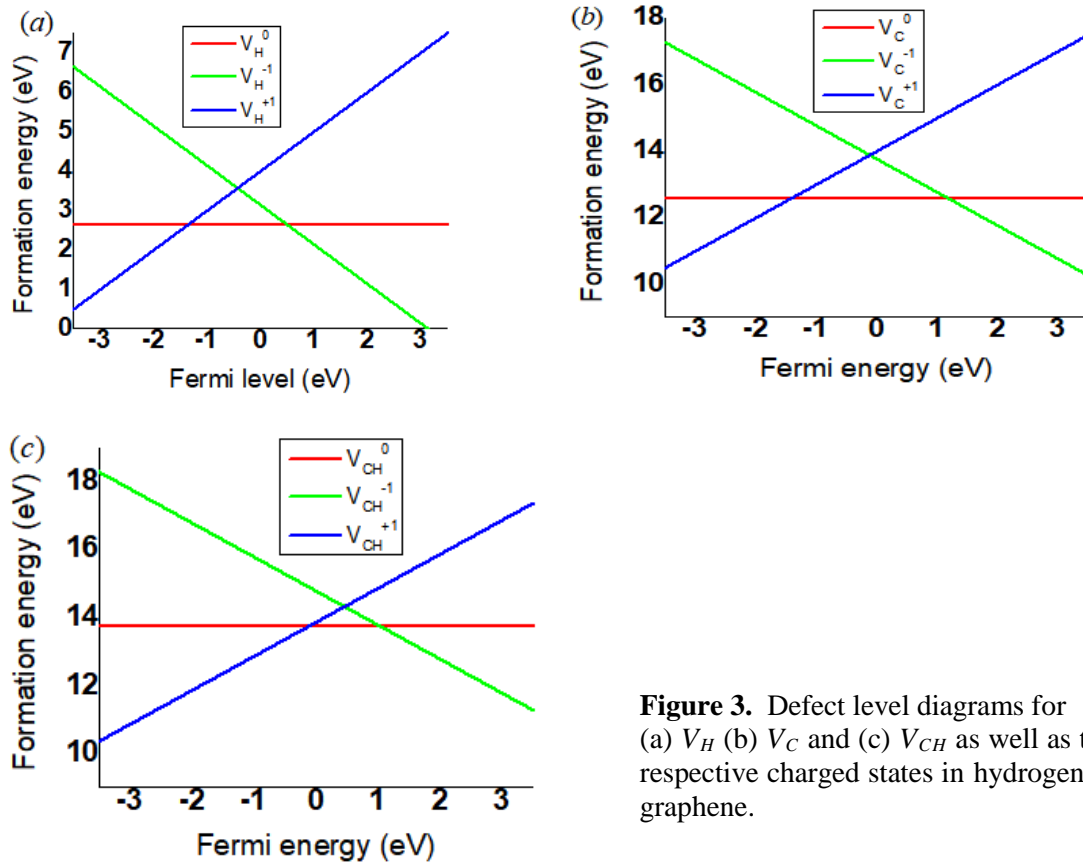 (a)
7
6
5
4
3
2
1
0
Formation energy (eV)
V_H^0
V_H^-1
V_H^+1
-3 -2 -1 0 1 2 3
Fermi level (eV)
(b)
18
16
14
12
10
Formation energy (eV)
V_C^0
V_C^-1
V_C^+1
-3 -2 -1 0 1 2 3
Fermi energy (eV)
(c)
18
16
14
12
10
Formation energy (eV)
V_CH^0
V_CH^-1
V_CH^+1
-3 -2 -1 0 1 2 3
Fermi energy (eV)
Figure 3. Defect level diagrams for
(a) V_H (b) V_C and (c) V_CH as well as
respective charged states in hydrogen
graphene.